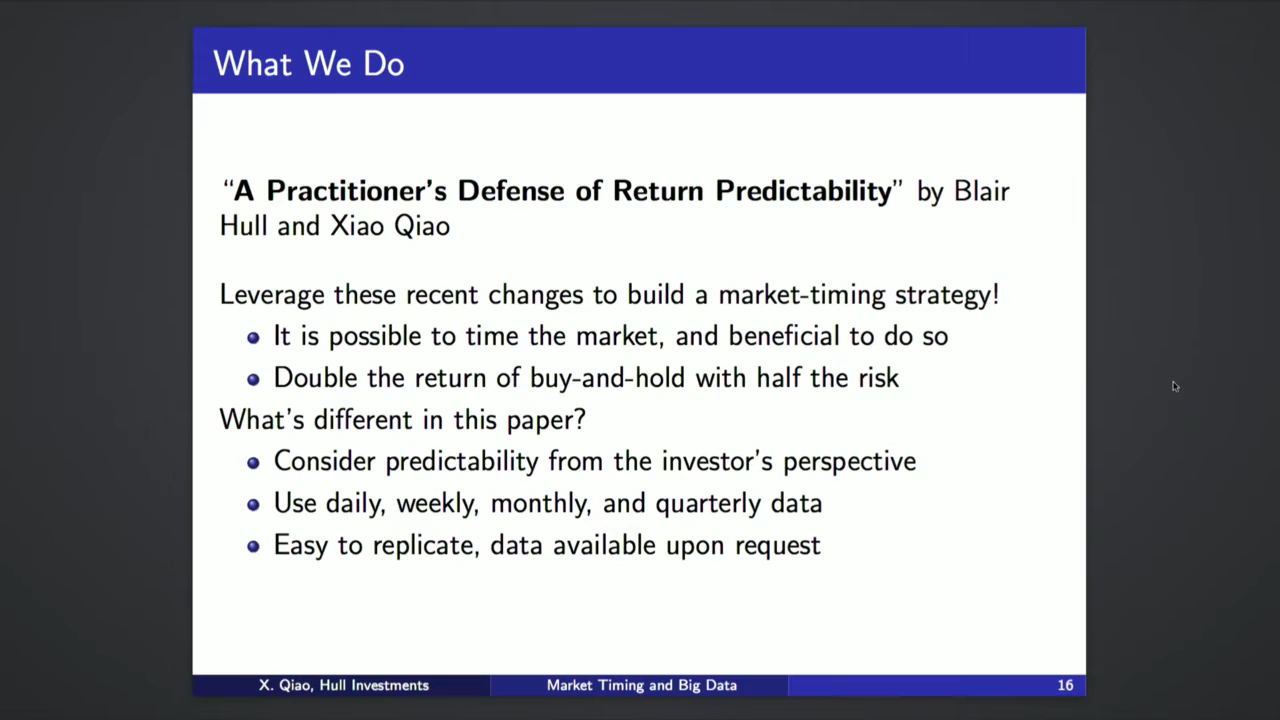 What We Do
“A Practitioner’s Defense of Return Predictability” by Blair
Hull and Xiao Qiao
Leverage these recent changes to build a market-timing strategy!
It is possible to time the market, and beneficial to do so
Double the return of buy-and-hold with half the risk
What’s different in this paper?
Consider predictability from the investor’s perspective
Use daily, weekly, monthly, and quarterly data
Easy to replicate, data available upon request
X. Qiao, Hull Investments
Market Timing and Big Data
16